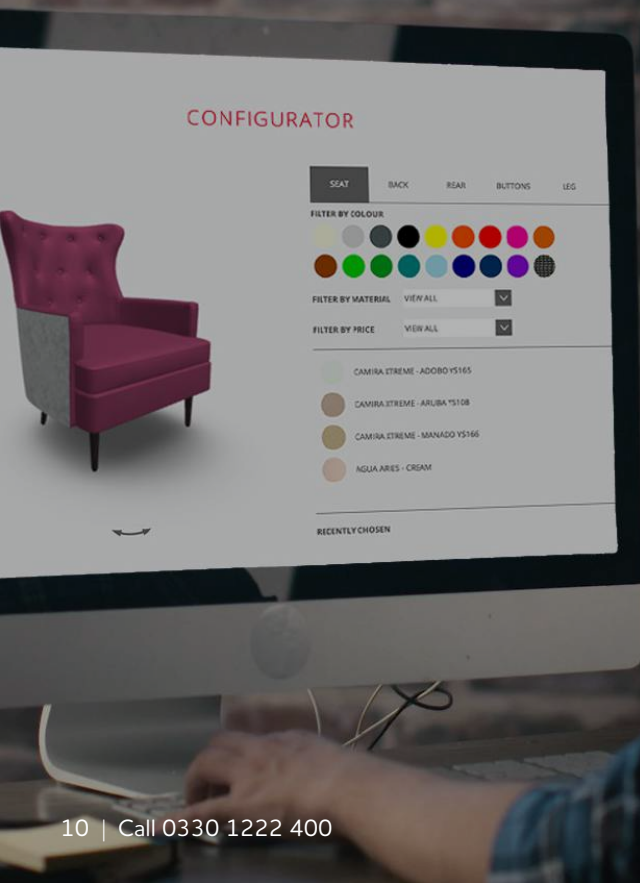 CONFIGURATOR
SEAT BACK REAR BUTTONS LEG
FILTER BY COLOUR
FILTER BY MATERIAL VIEW ALL
FILTER BY PRICE VIEW ALL
CAMIRA XTREME - ADOBO YS165
CAMIRA XTREME - ARUBA YS108
CAMIRA XTREME - MANADO YS166
AGUA ARIES - CREAM
RECENTLY CHOSEN
10 | Call 0330 1222 400